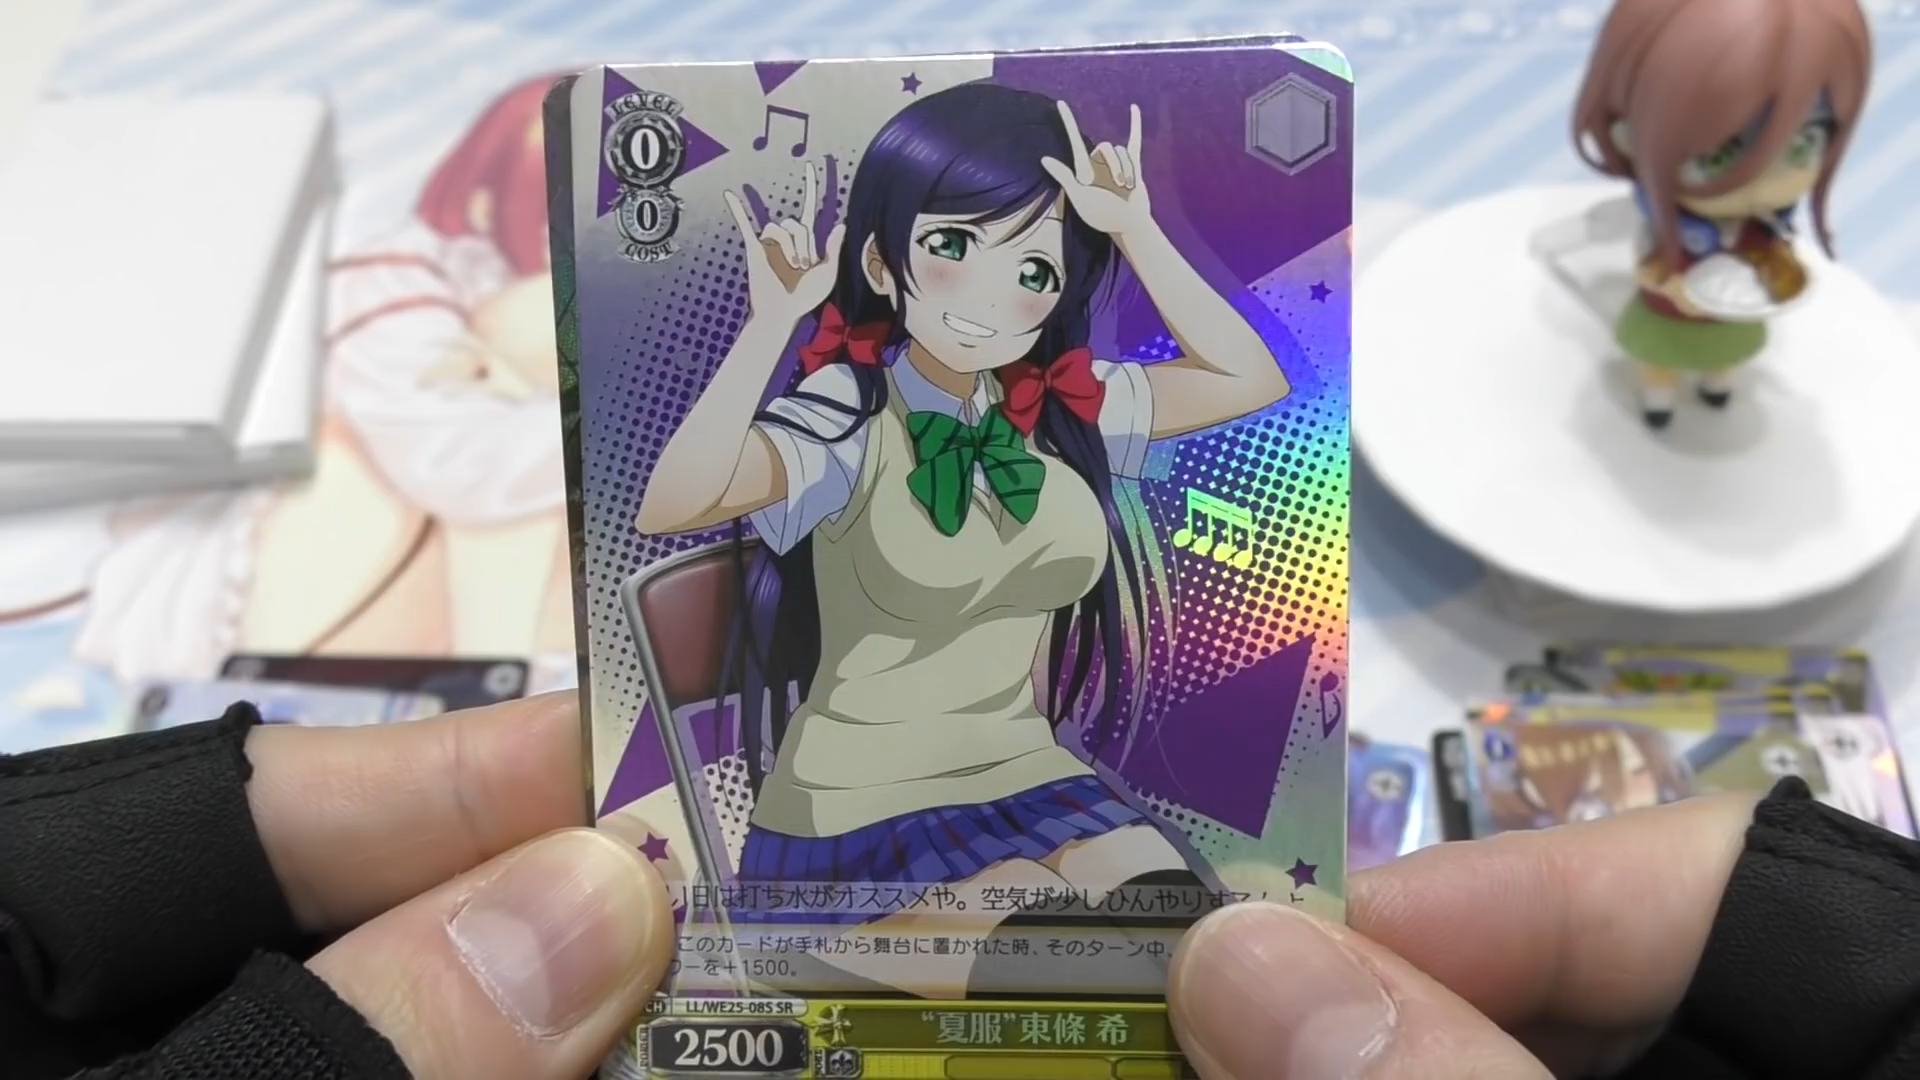 LEVEL
0
0
COST
い日は打ち水がオススメや。空気が少しひんやりする
このカードが手札から舞台に置かれた時、そのターン中、
ワーを+1500。
CH LL/WE25-08S SR
2500
“夏服”東條 希